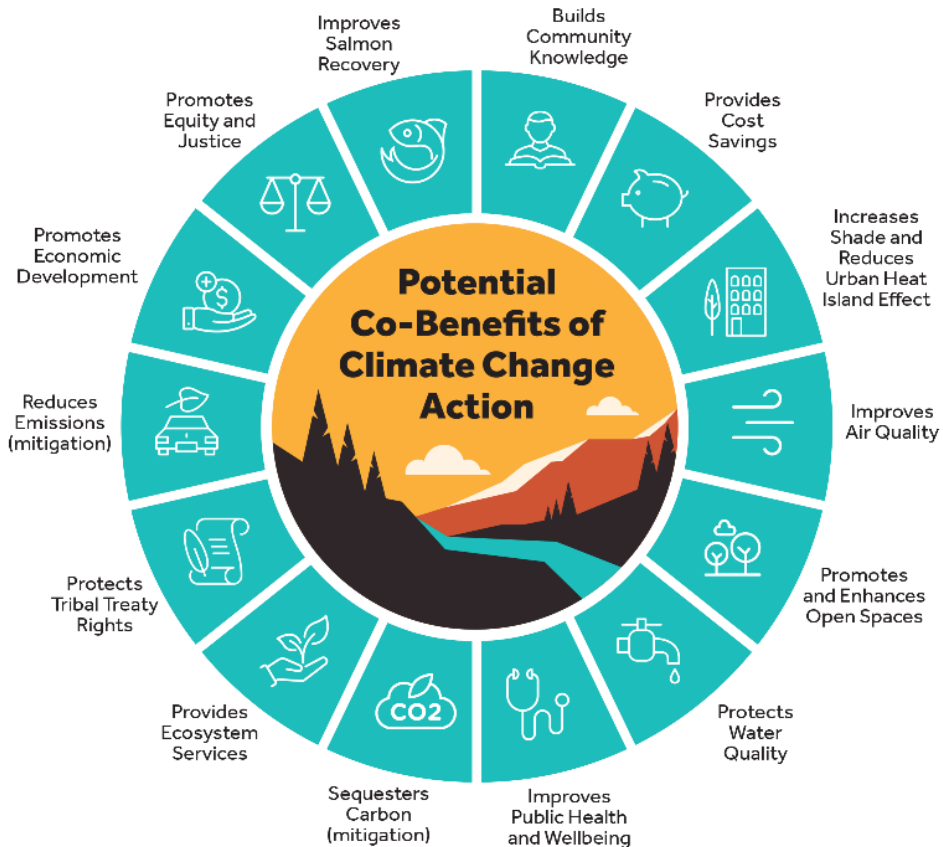 Potential
Co-Benefits of
Climate Change
Action
Builds
Community
Knowledge
Provides
Cost
Savings
Increases
Shade and
Reduces
Urban Heat
Island Effect
Improves
Air Quality
Promotes
and Enhances
Open Spaces
Protects
Water
Quality
Improves
Public Health
and Wellbeing
Sequesters
Carbon
(mitigation)
CO2
Provides
Ecosystem
Services
Protects
Tribal Treaty
Rights
Reduces
Emissions
(mitigation)
Promotes
Economic
Development
$
Promotes
Equity and
Justice
Improves
Salmon
Recovery